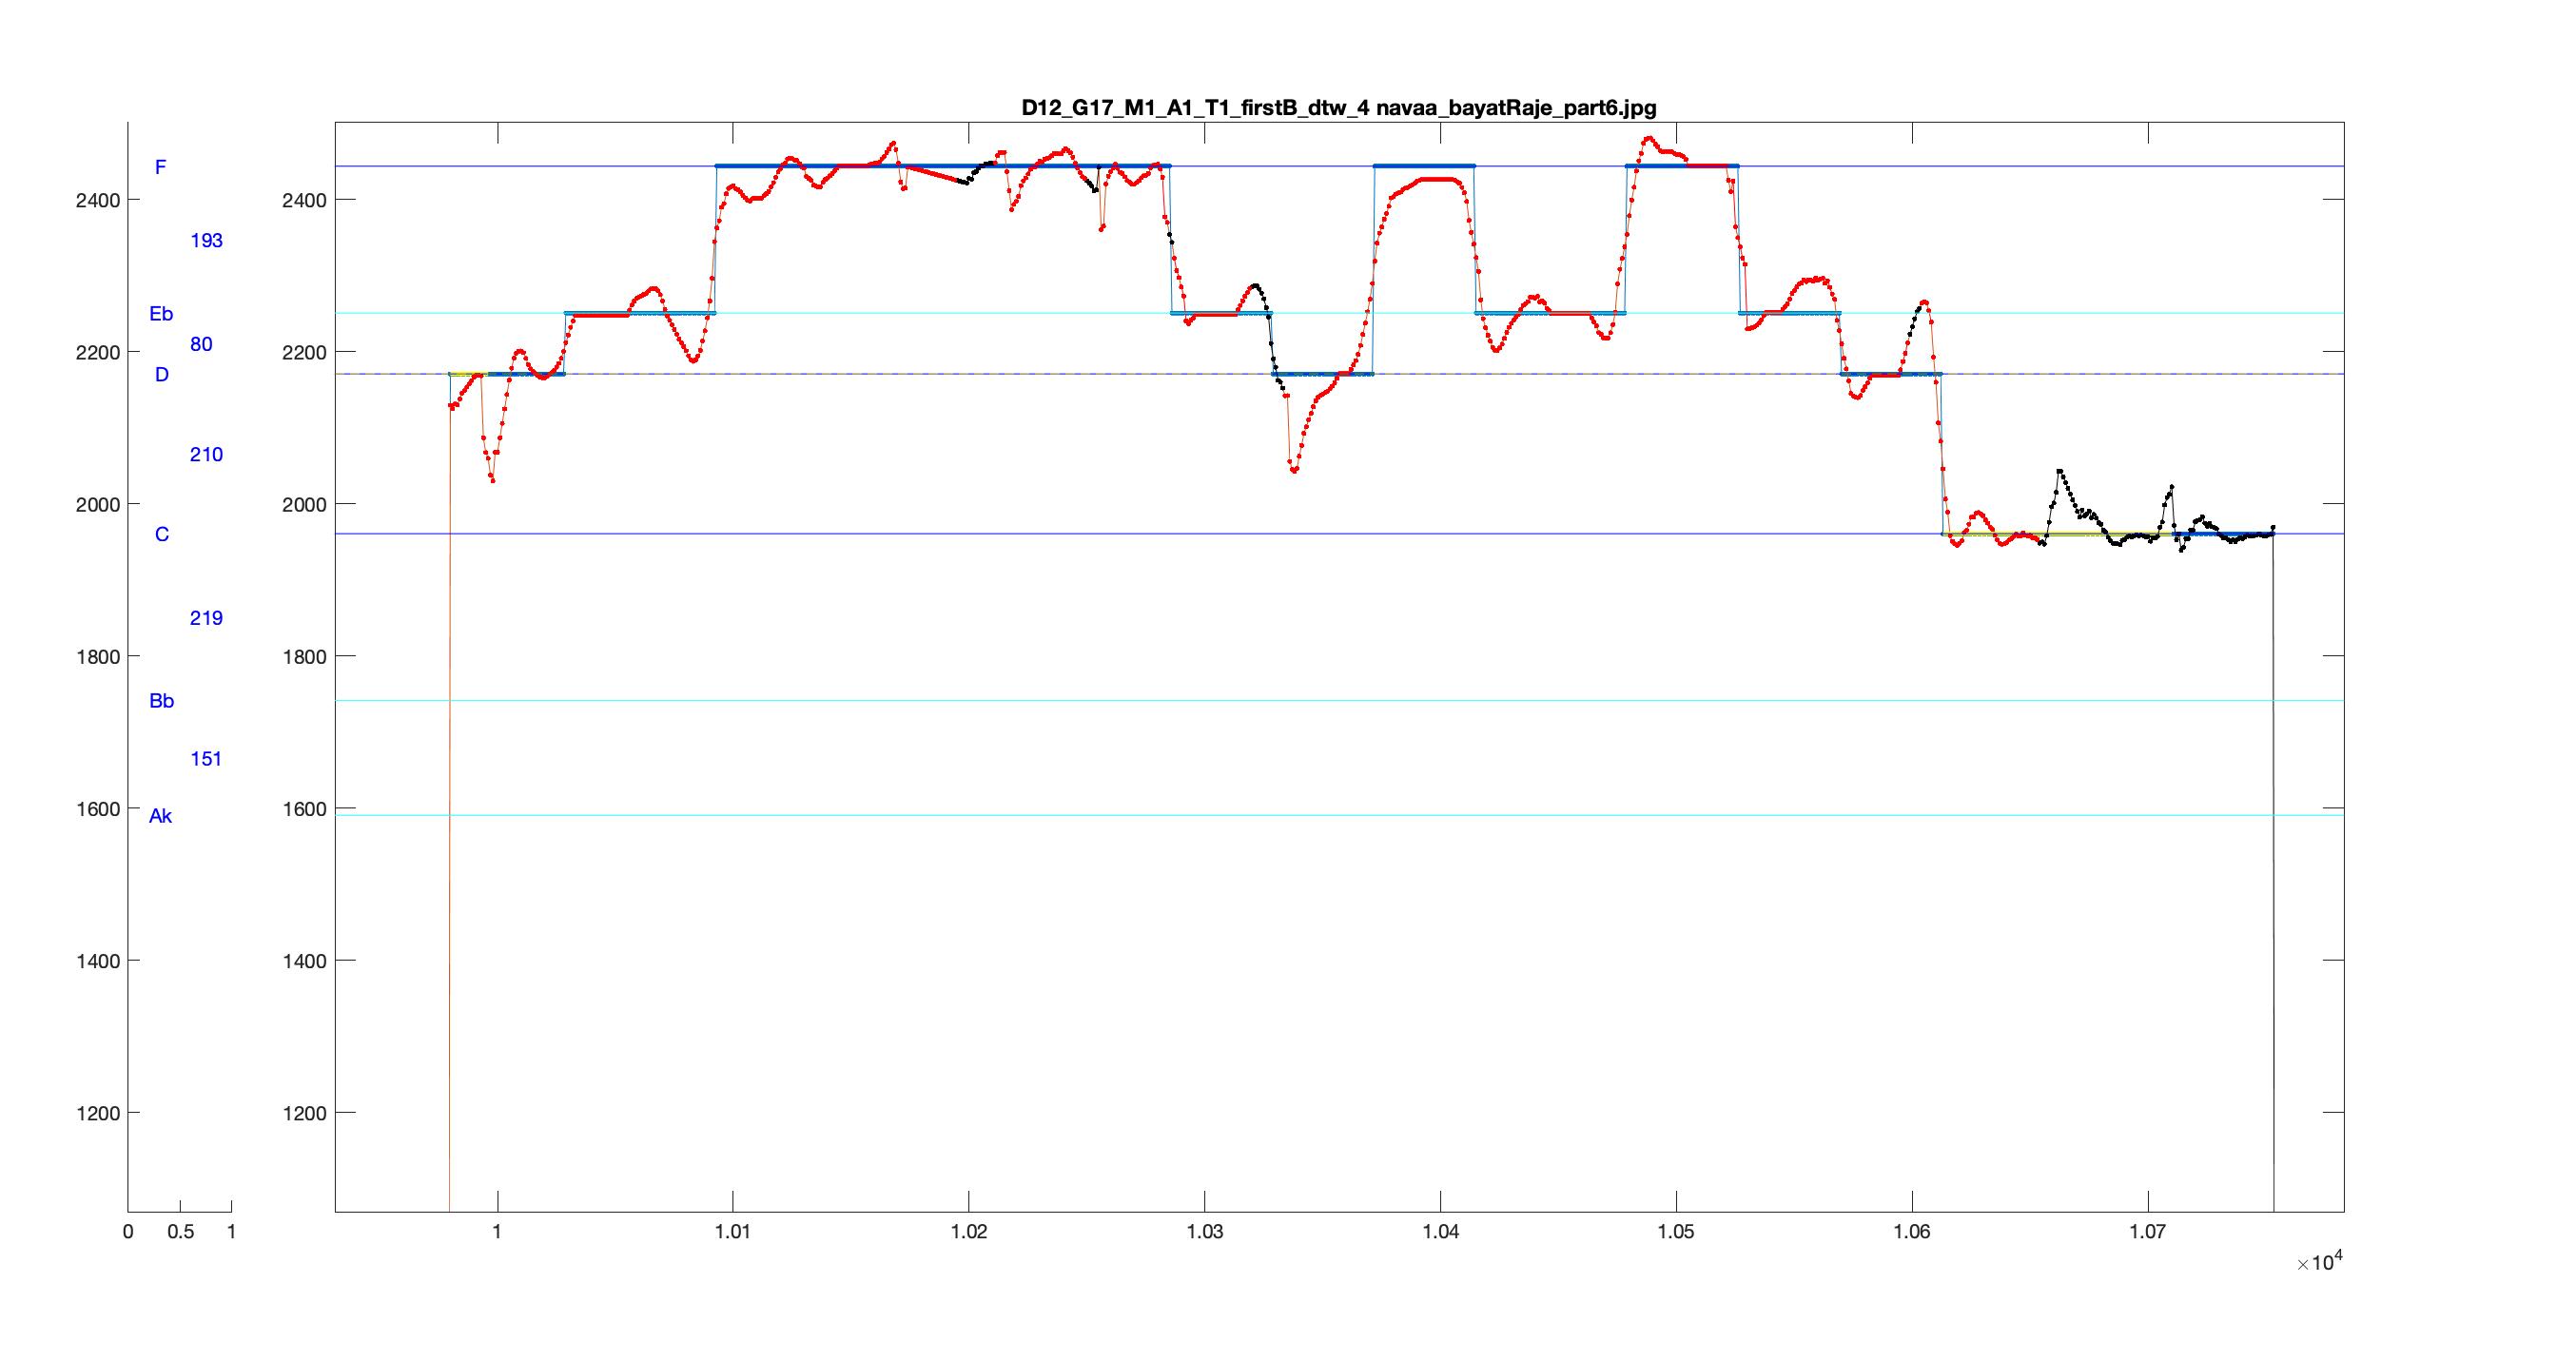 D12_G17_M1_A1_T1_firstB_dtw_4 navaa_bayatRaje_part6.jpg
F
2400 2400
193
Eb
80
2200 2200
D
210
2000 2000
C
219
1800 1800
Bb
151
1600 1600
Ak
1400 1400
1200 1200
0 0.5 1 1 1.01 1.02 1.03 1.04 1.05 1.06 1.07
×10⁴